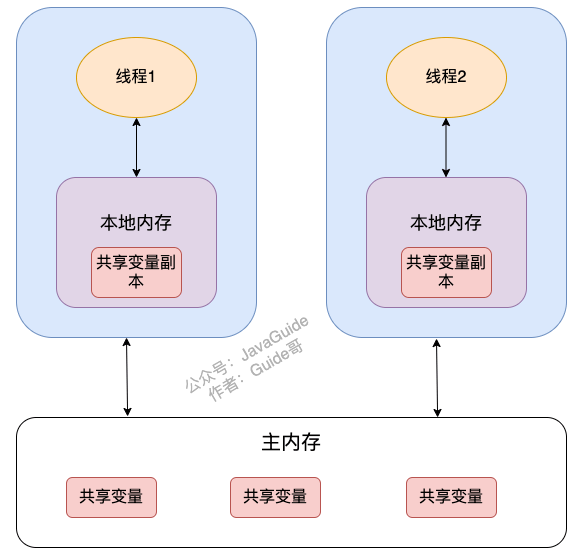 线程1
线程2
本地内存
共享变量副
本
本地内存
共享变量副
本
公众号：JavaGuide
作者：Guide哥
主内存
共享变量
共享变量
共享变量